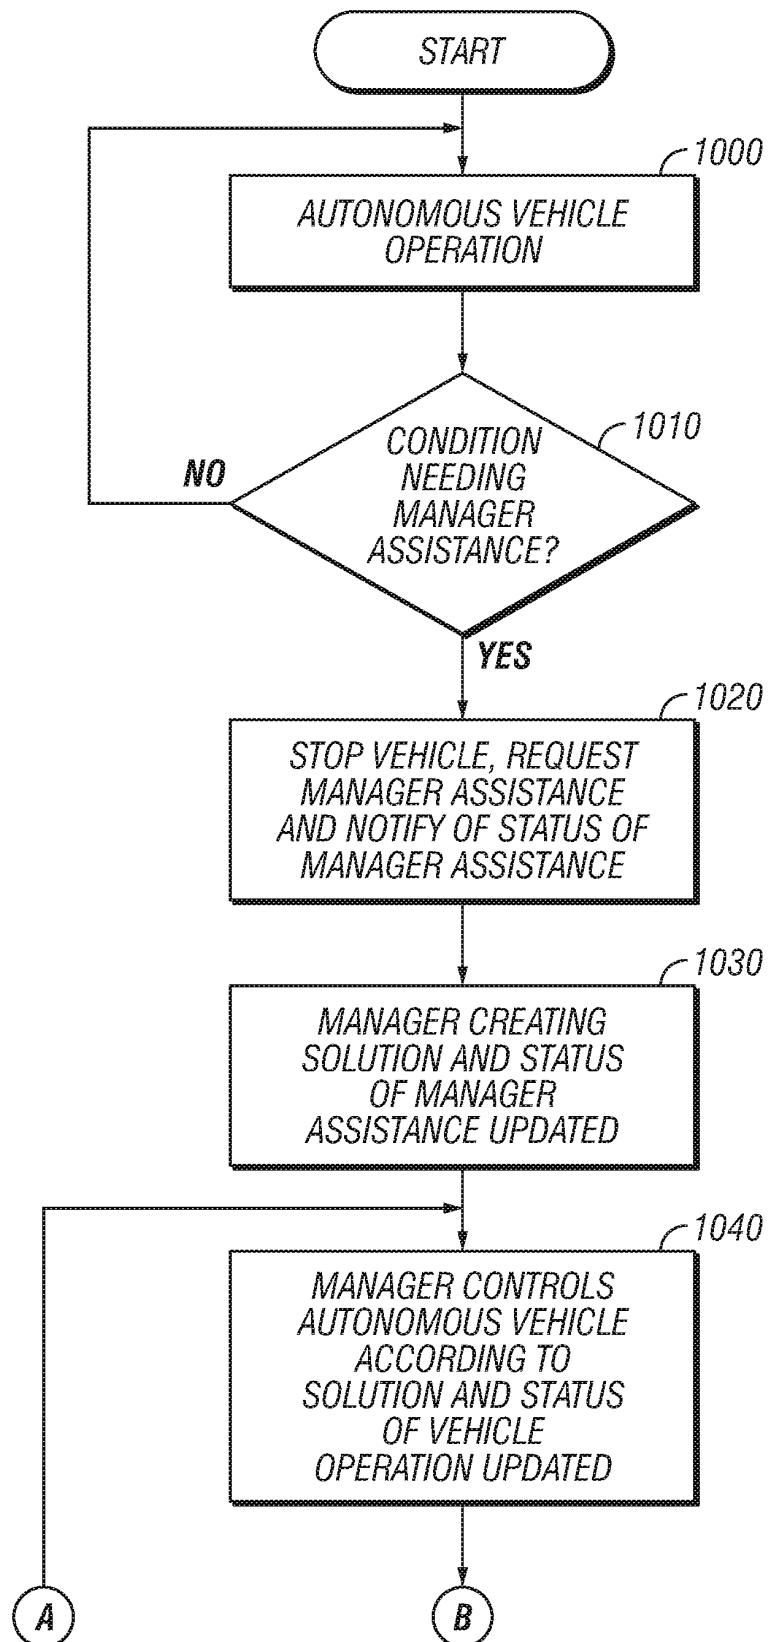 START
1000
AUTONOMOUS VEHICLE
OPERATION
1010
CONDITION
NEEDING
MANAGER
ASSISTANCE?
NO
YES
1020
STOP VEHICLE, REQUEST
MANAGER ASSISTANCE
AND NOTIFY OF STATUS OF
MANAGER ASSISTANCE
1030
MANAGER CREATING
SOLUTION AND STATUS
OF MANAGER
ASSISTANCE UPDATED
1040
MANAGER CONTROLS
AUTONOMOUS VEHICLE
ACCORDING TO
SOLUTION AND STATUS
OF VEHICLE
OPERATION UPDATED
A
B